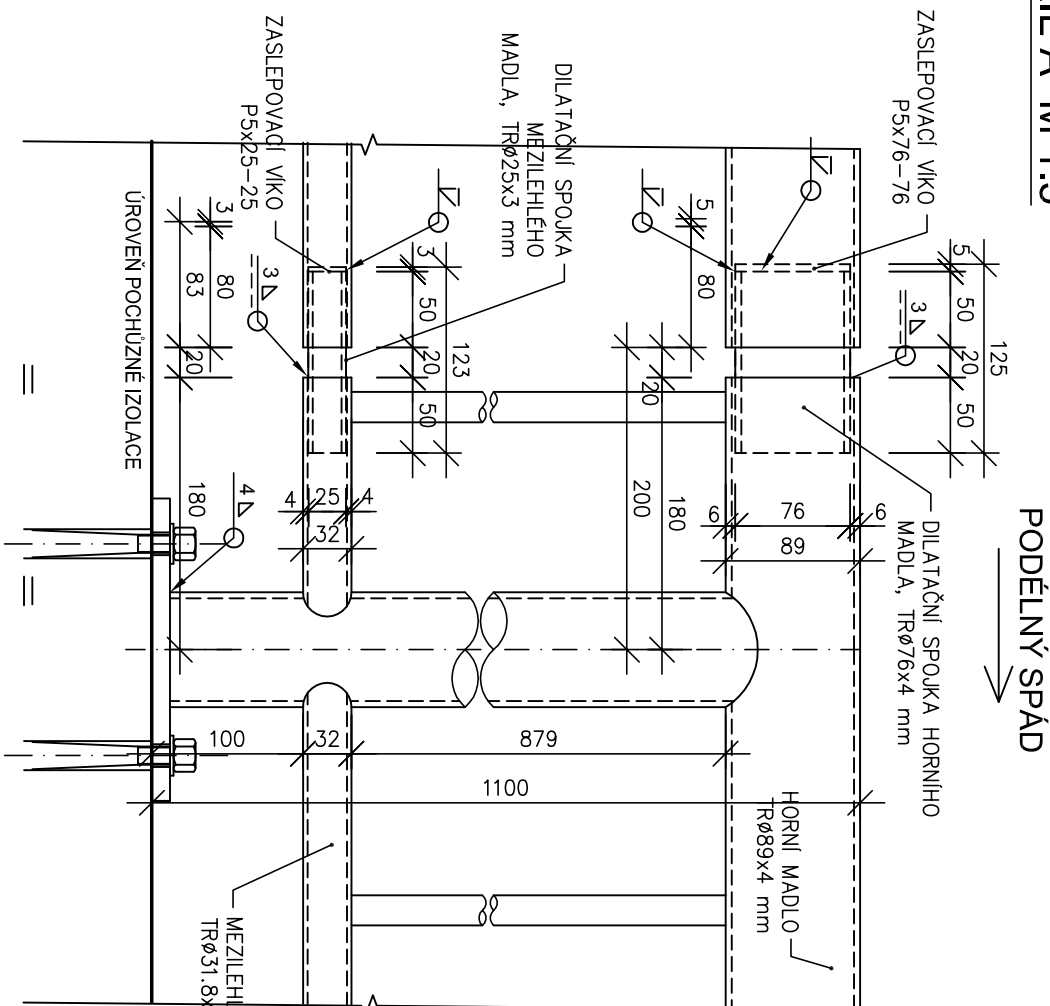 PODÉLNÝ SPÁD
ZASLEPOVACÍ VÍKO
P5x76-76
DILATAČNÍ SPOJKA HORNÍHO
MADLA, TRØ76x4 mm
HORNÍ MADLO
TRØ89x4 mm
125
5
50
20
50
3
5
80
20
180
200
6
76
6
89
DILATAČNÍ SPOJKA
MEZILEHLÉHO
MADLA, TRØ25x3 mm
123
3
50
20
50
4
25
4
32
ZASLEPOVACÍ VÍKO
P5x25-25
3
3
80
83
20
180
4
100
32
879
1100
ÚROVEŇ POCHŮZNÉ IZOLACE